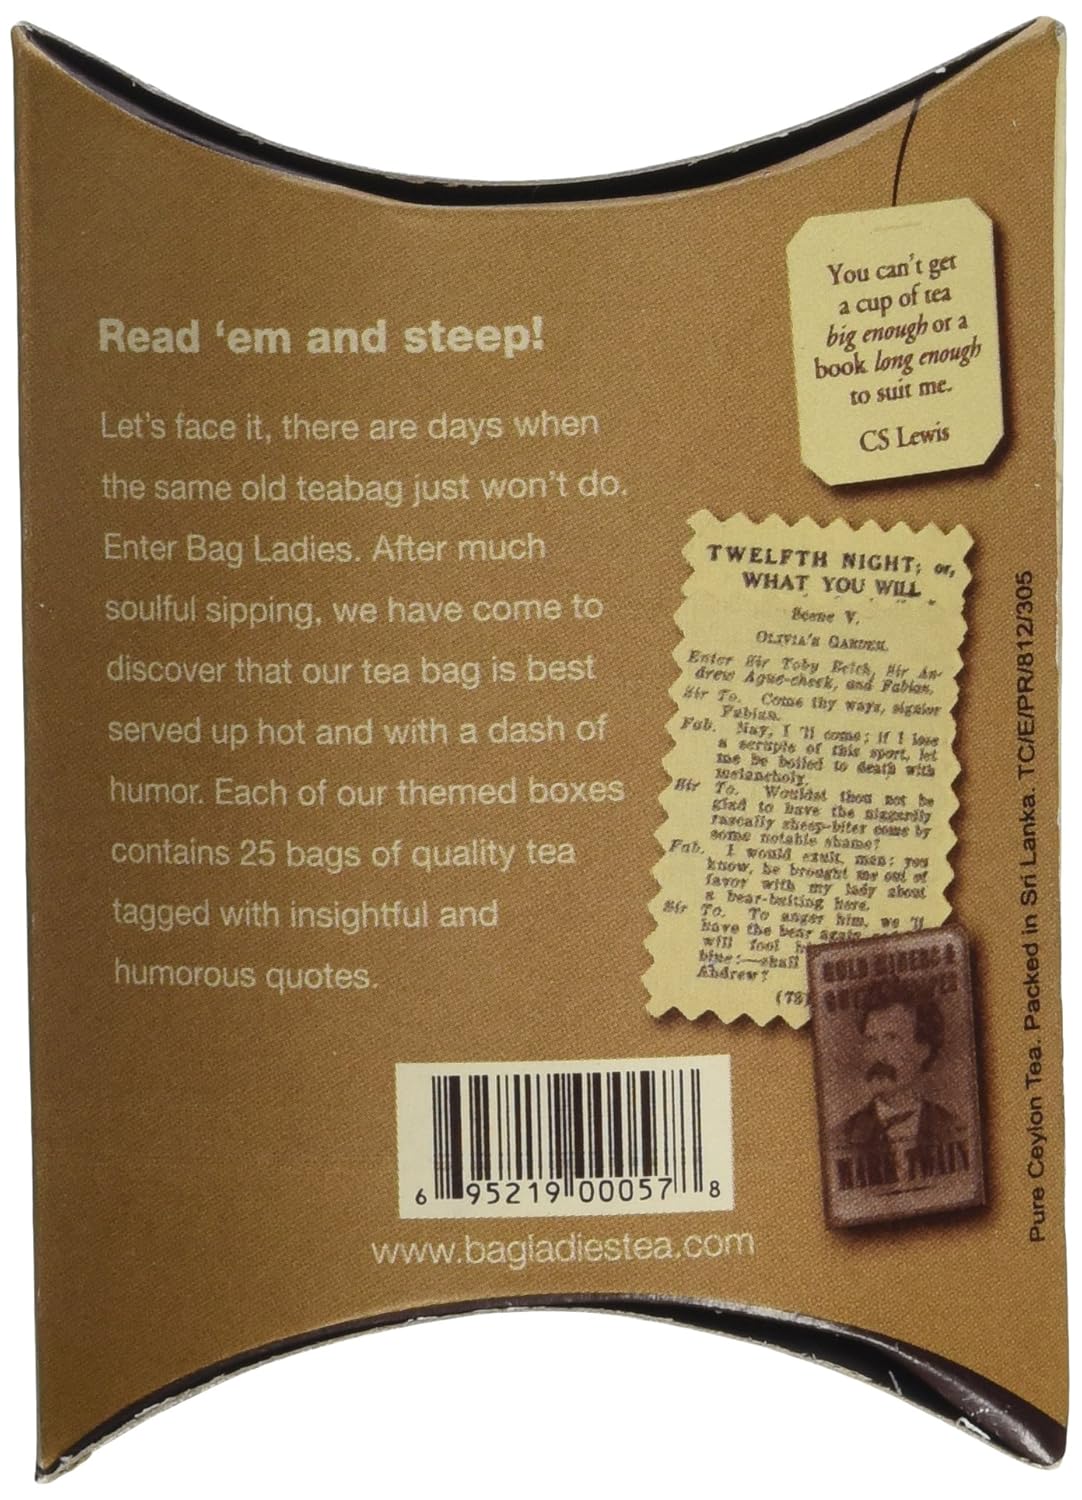 Read ‘em and steep!
Let's face it, there are days when
the same old teabag just won't do.
Enter Bag Ladies. After much
soulful sipping, we have come to
discover that our tea bag is best
served up hot and with a dash of
humor. Each of our themed boxes
contains 25 bags of quality tea
tagged with insightful and
humorous quotes.
6 95219 00057 8
www.bagladiestea.com
You can't get
a cup of tea
big enough or a
book long enough
to suit me.
CS Lewis
TWELFTH NIGHT; or,
WHAT YOU WILL
Scene V.
OLIVIA'S GARDEN.
Enter Sir Toby Belch, Sir An-
drew Ague-cheek, and Fabian.
Sir To. Come thy ways, signior
Fabian.
Fab. Nay, I 'll come; if I lose
a scruple of this sport, let
me be boiled to death with
melancholy.
Sir To. Wouldst thou not be
glad to have the niggardly
rascally sheep-biter come by
some notable shame?
Fab. I would exult, man: you
know, he brought me out of
favor with my lady about
a bear-baiting here.
Sir To. To anger him, we 'll
have the bear again
will fool
blue:—shall
Andrew?
GOLD MINERS &
MARK TWAIN
Pure Ceylon Tea. Packed in Sri Lanka. TC/E/PR/812/305